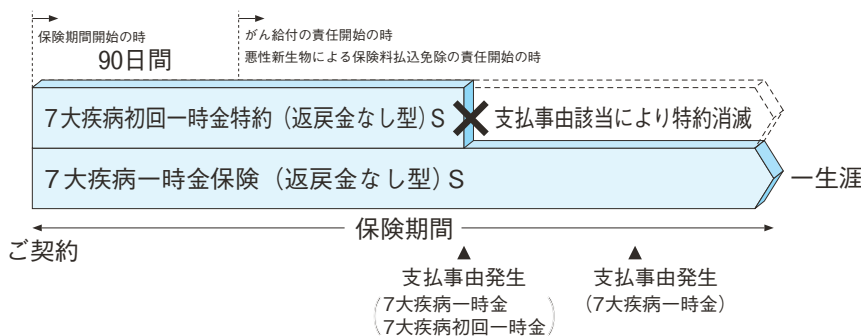 保険期間開始の時
90日間
がん給付の責任開始の時
悪性新生物による保険料払込免除の責任開始の時
7大疾病初回一時金特約（返戻金なし型）S
支払事由該当により特約消滅
7大疾病一時金保険（返戻金なし型）S
一生涯
保険期間
ご契約
支払事由発生
（7大疾病一時金
7大疾病初回一時金）
支払事由発生
（7大疾病一時金）